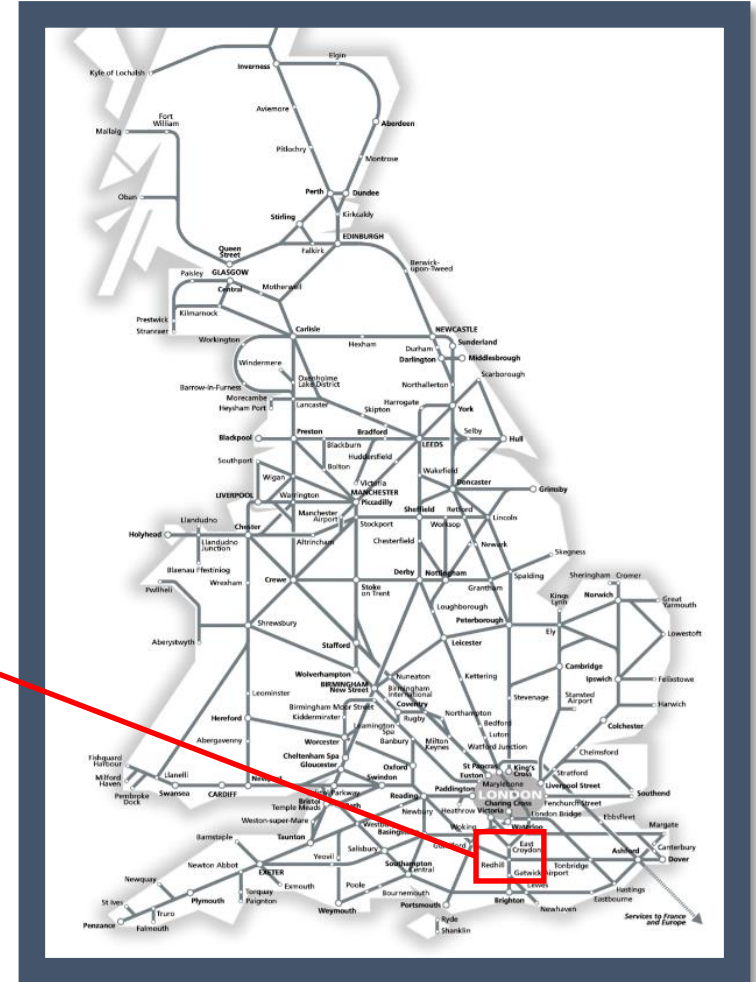 Elgin
Inverness
Kyle of Lochalsh
Aviemore
Fort
William
Aberdeen
Mallaig
Pitlochry
Montrose
Perth
Dundee
Oban
Stirling
Kirkcaldy
EDINBURGH
Queen
Street
Falkirk
Berwick-
upon-Tweed
Paisley
GLASGOW
Central
Motherwell
Prestwick
Kilmarnock
Stranraer
Carlisle
NEWCASTLE
Workington
Hexham
Sunderland
Durham
Darlington
Middlesbrough
Windermere
Scarborough
Oxenholme
Lake District
Barrow-in-Furness
Northallerton
Morecambe
Heysham Port
Lancaster
Harrogate
Skipton
York
Blackpool
Preston
Bradford
Selby
Hull
Blackburn
LEEDS
Huddersfield
Southport
Bolton
Wakefield
Wigan
Victoria
Doncaster
MANCHESTER
Piccadilly
Grimsby
LIVERPOOL
Warrington
Sheffield
Retford
Manchester
Airport
Lincoln
Llandudno
Chester
Stockport
Worksop
Holyhead
Llandudno
Junction
Altrincham
Chesterfield
Newark
Skegness
Blaenau Ffestiniog
Derby
Nottingham
Wrexham
Crewe
Stoke
on Trent
Grantham
Spalding
Sheringham
Cromer
Pwllheli
Kings
Lynn
Norwich
Great
Yarmouth
Loughborough
Shrewsbury
Peterborough
Ely
Lowestoft
Aberystwyth
Stafford
Leicester
Cambridge
Wolverhampton
BIRMINGHAM
New Street
Nuneaton
Kettering
Ipswich
Felixstowe
Birmingham
International
Leominster
Coventry
Stevenage
Stansted
Airport
Harwich
Birmingham Moor Street
Kidderminster
Rugby
Northampton
Hereford
Leamington
Spa
Bedford
Colchester
Abergavenny
Worcester
Banbury
Milton
Keynes
Luton
Cheltenham Spa
Watford Junction
Chelmsford
Fishguard
Harbour
Gloucester
Oxford
St Pancras
King's
Cross
Stratford
Milford
Haven
Llanelli
Newport
Swindon
Euston
Marylebone
Liverpool Street
Pembroke
Dock
Swansea
CARDIFF
Parkway
Paddington
LONDON
Southend
Bristol
Temple Meads
Bath
Reading
Charing Cross
Fenchurch Street
Newbury
Heathrow
Victoria
London Bridge
Ebbsfleet
Weston-super-Mare
Waterloo
Margate
Barnstaple
Taunton
Woking
East
Croydon
Canterbury
Salisbury
Ashford
Yeovil
Redhill
Tonbridge
Dover
Newton Abbot
EXETER
Southampton
Central
Gatwick Airport
Newquay
Exmouth
Poole
Lewes
Hastings
Torquay
Paignton
Bournemouth
Brighton
Eastbourne
St Ives
Plymouth
Portsmouth
Newhaven
Truro
Weymouth
Ryde
Services to France
and Europe
Penzance
Falmouth
Shanklin